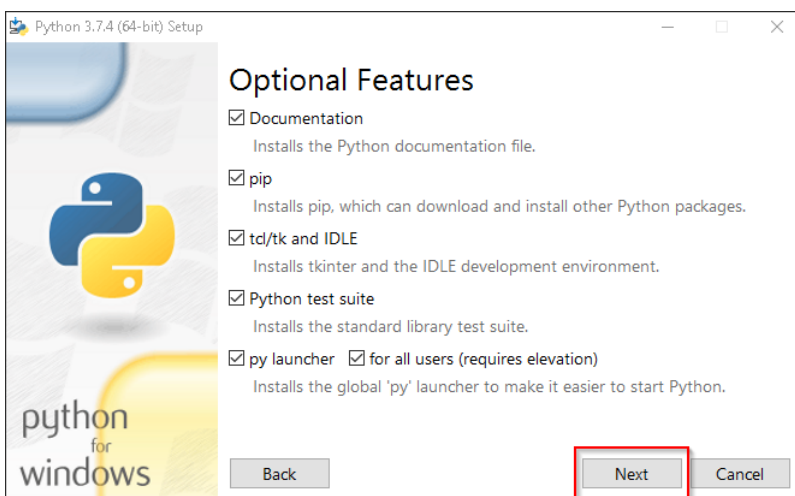 Python 3.7.4 (64-bit) Setup
Optional Features
Documentation
Installs the Python documentation file.
pip
Installs pip, which can download and install other Python packages.
tcl/tk and IDLE
Installs tkinter and the IDLE development environment.
Python test suite
Installs the standard library test suite.
py launcher for all users (requires elevation)
Installs the global 'py' launcher to make it easier to start Python.
python
for
windows
Back Next Cancel